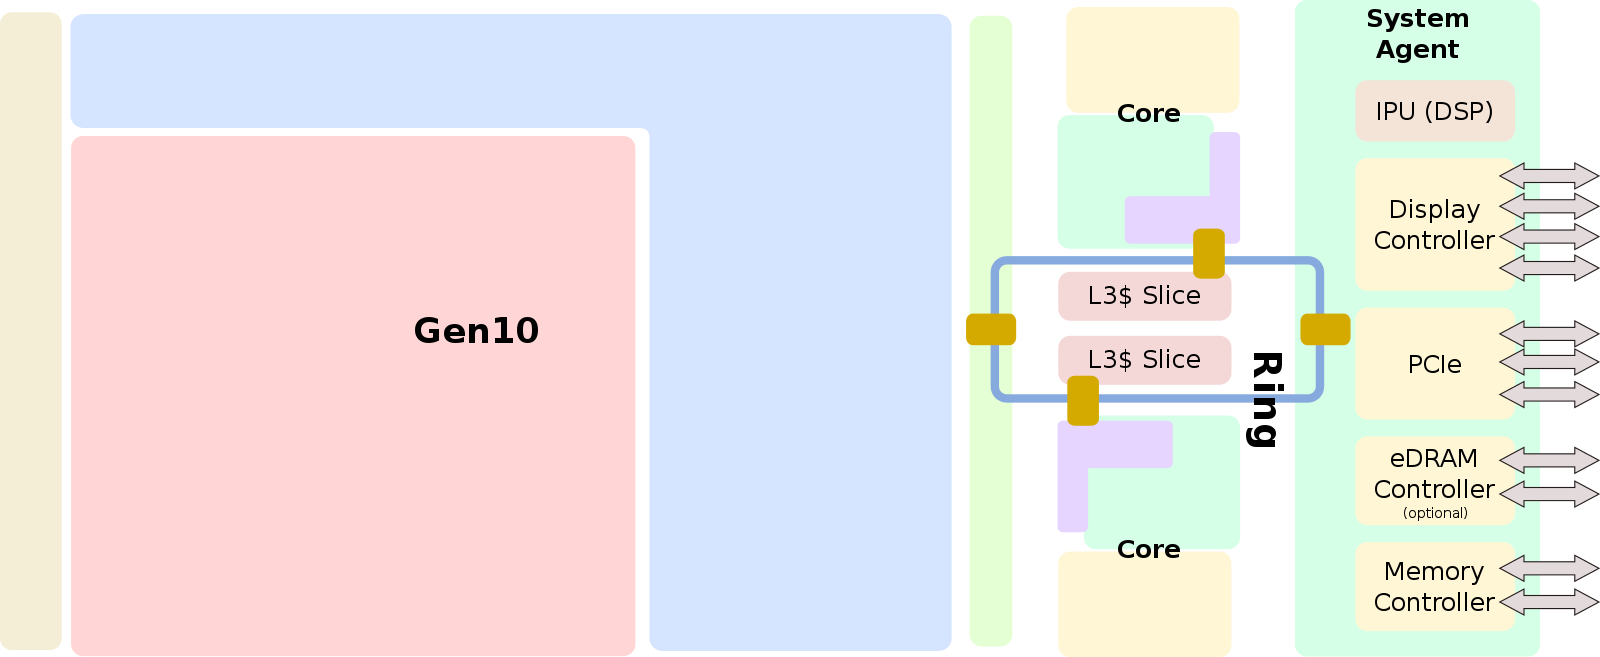 System
Agent
IPU (DSP)
Core
Display
Controller
L3$ Slice
Gen10
L3$ Slice
Ring
PCIe
eDRAM
Controller
(optional)
Core
Memory
Controller